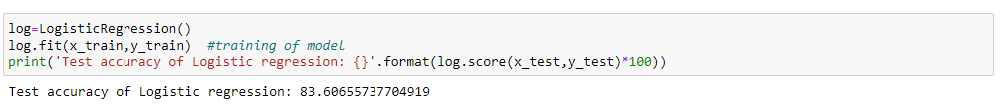 log=LogisticRegression()
log.fit(x_train,y_train)  #training of model
print('Test accuracy of Logistic regression: {}'.format(log.score(x_test,y_test)*100))
Test accuracy of Logistic regression: 83.60655737704919